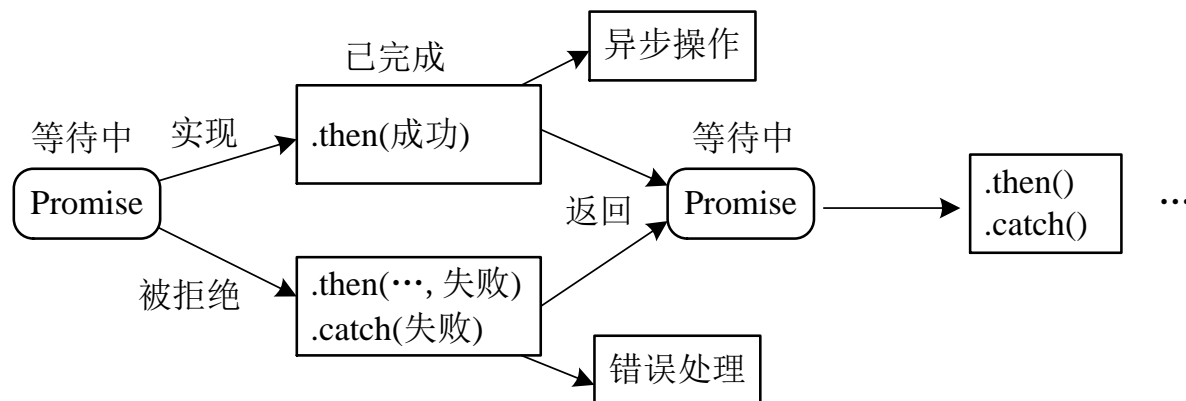 已完成
异步操作
等待中
实现
.then(成功)
等待中
Promise
返回
Promise
.then()
.catch()
…
被拒绝
.then(…, 失败)
.catch(失败)
错误处理